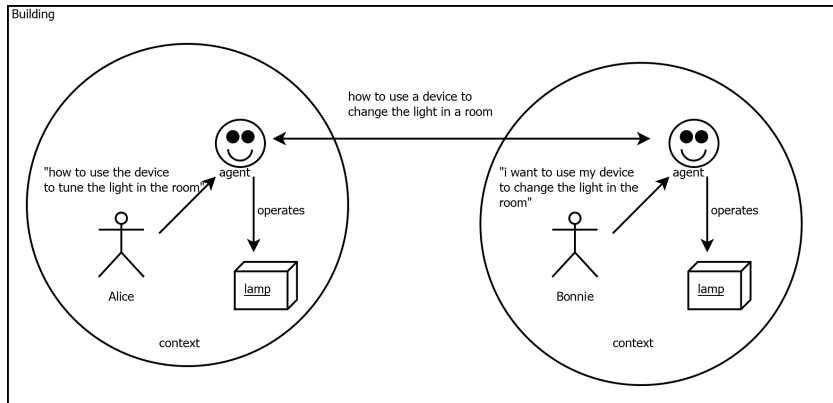 Building
how to use a device to
change the light in a room
"how to use the device
to tune the light in the room"
agent
operates
Alice
lamp
context
"i want to use my device
to change the light in the
room"
agent
operates
Bonnie
lamp
context